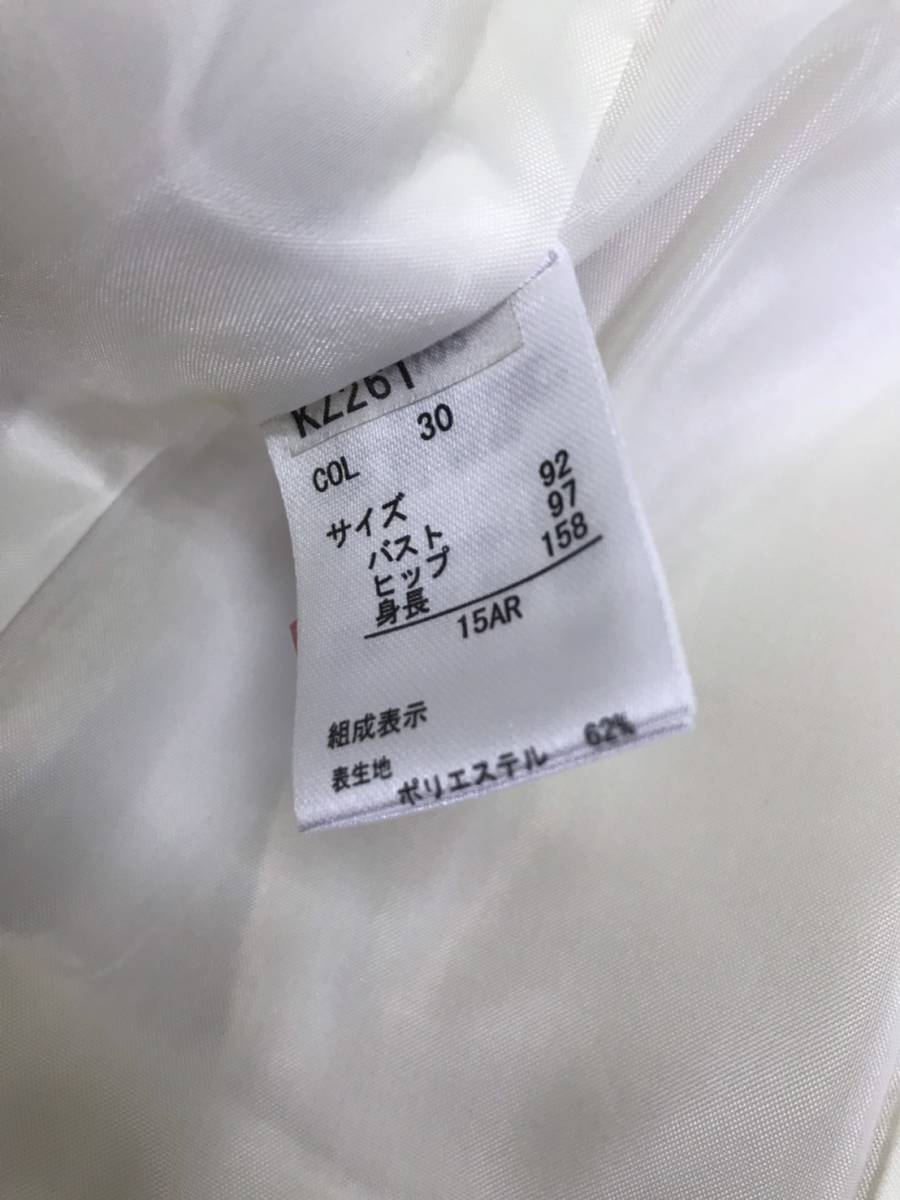 KZ261
COL 30
サイズ
バスト 92
ヒップ 97
身長 158
15AR
組成表示
表生地 ポリエステル 62%